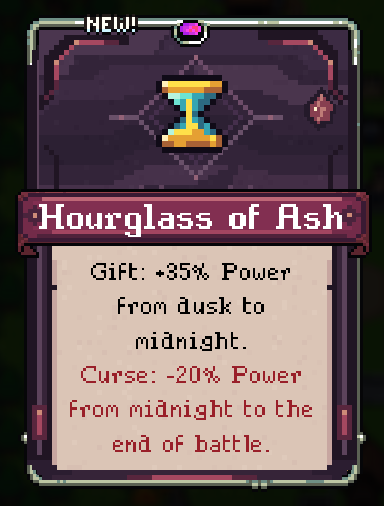 NEW!
Hourglass of Ash
Gift: +35% Power
from dusk to
midnight.
Curse: -20% Power
from midnight to the
end of battle.